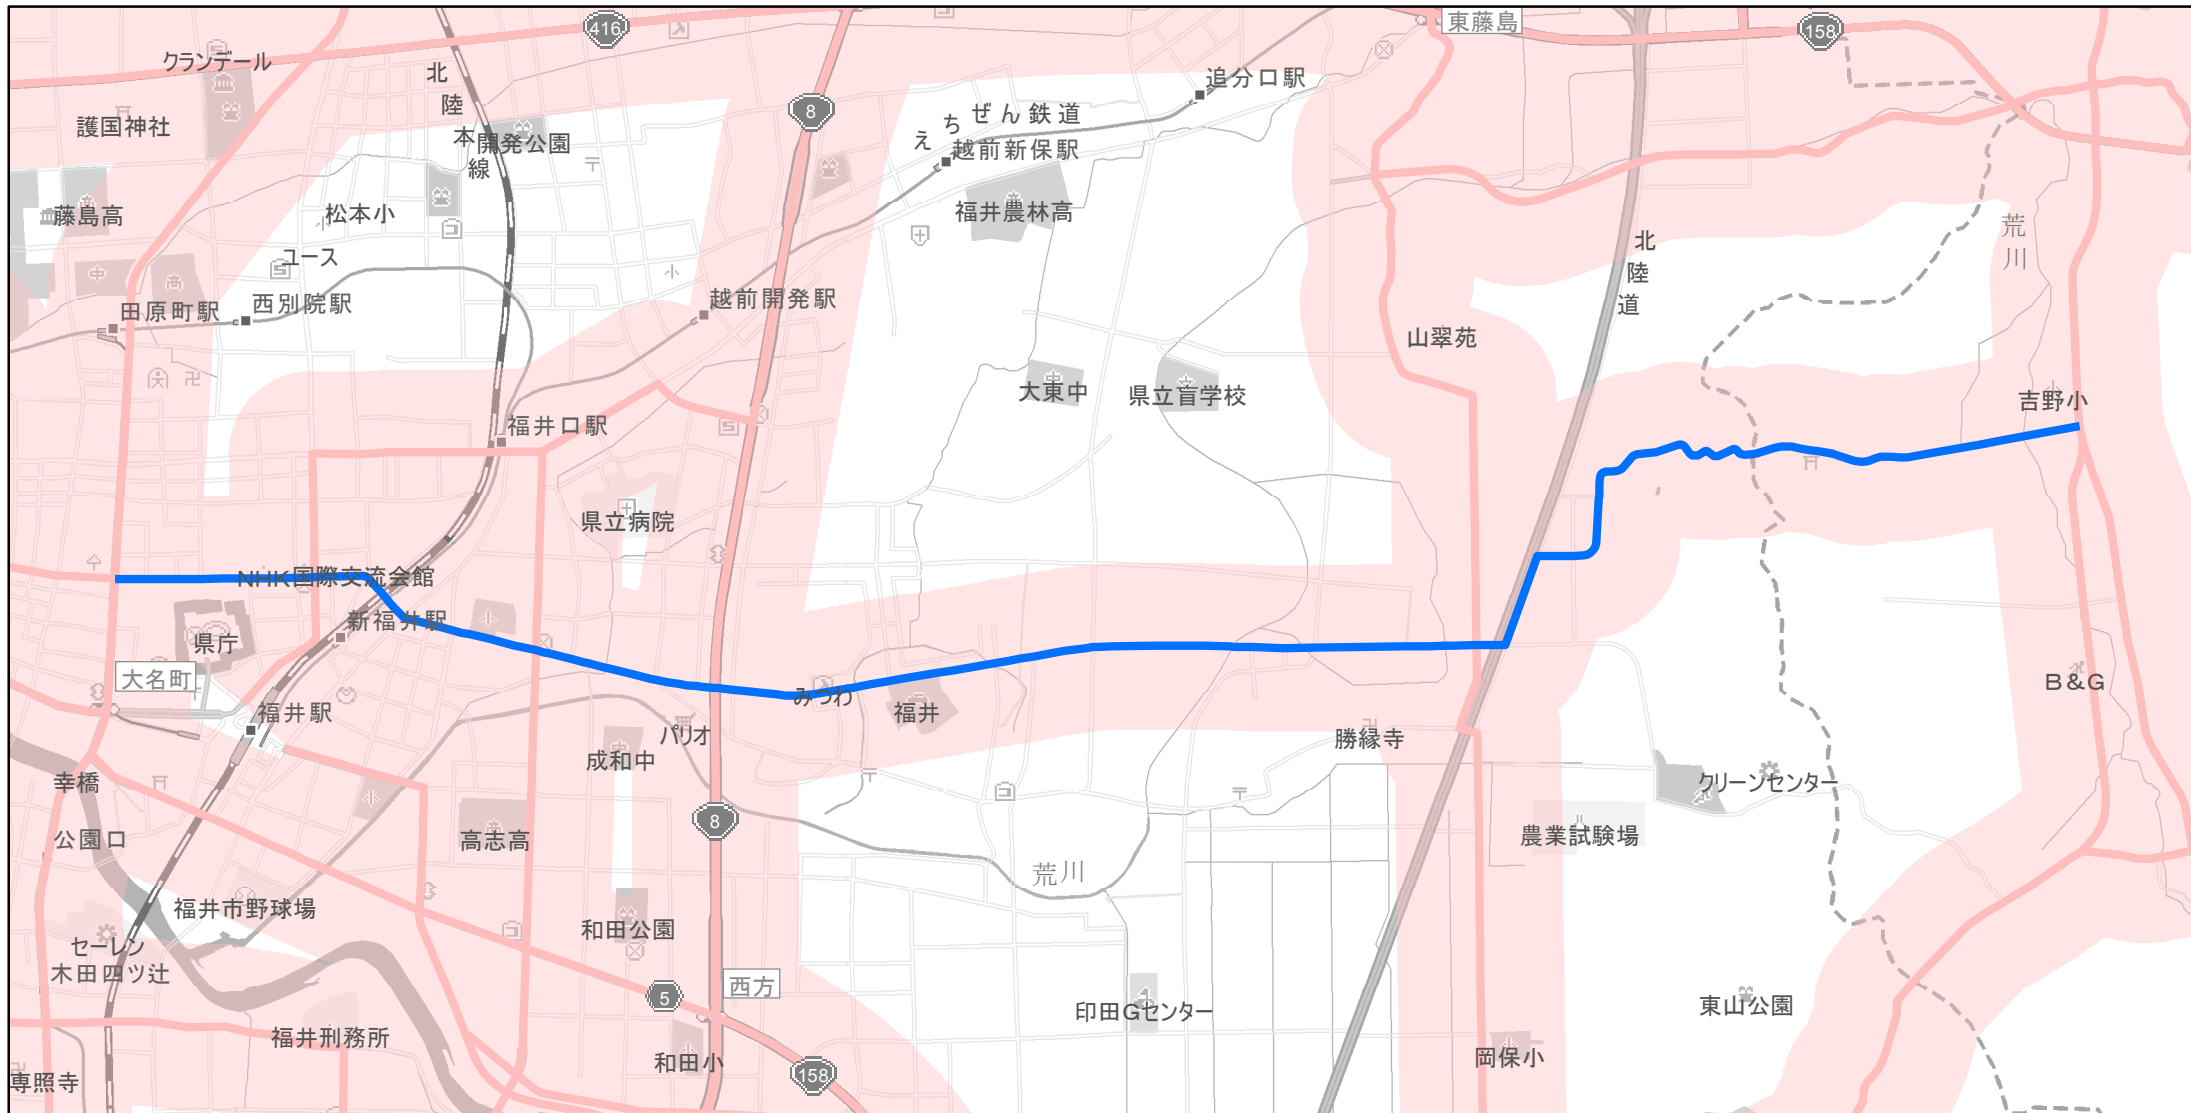 416
東藤島
158
クランデール
北陸本線
追分口駅
8
護国神社
開発公園
えちぜん鉄道
越前新保駅
藤島高
松本小
福井農林高
荒川
ユース
北陸道
田原町駅
西別院駅
越前開発駅
山翠苑
大東中
県立盲学校
吉野小
福井口駅
県立病院
NHK国際交流会館
新福井駅
県庁
大名町
みつわ
福井
B&G
福井駅
パリオ
成和中
勝縁寺
幸橋
クリーンセンター
8
公園口
高志高
農業試験場
荒川
福井市野球場
和田公園
セーレン
木田四ツ辻
西方
5
東山公園
印田Gセンター
福井刑務所
和田小
岡保小
専照寺
158